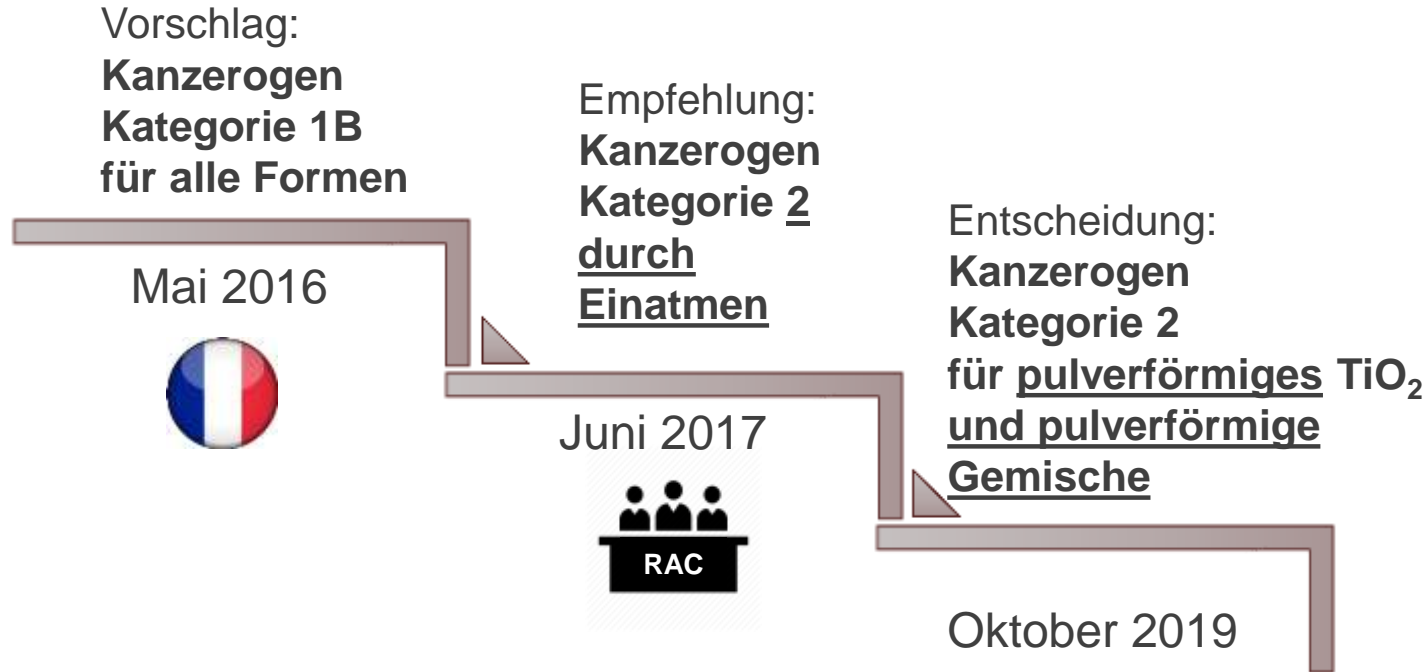 Vorschlag:
Kanzerogen
Kategorie 1B
für alle Formen
Mai 2016
Empfehlung:
Kanzerogen
Kategorie 2
durch
Einatmen
Juni 2017
RAC
Entscheidung:
Kanzerogen
Kategorie 2
für pulverförmiges TiO₂
und pulverförmige
Gemische
Oktober 2019